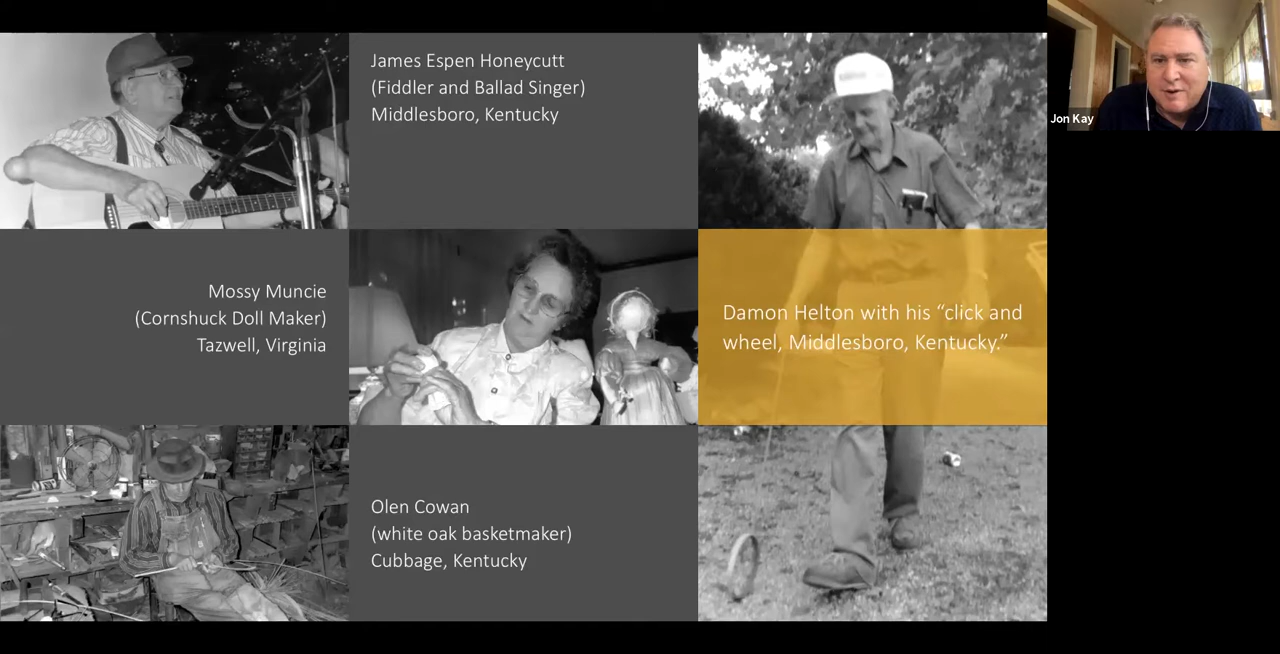 James Espen Honeycutt
(Fiddler and Ballad Singer)
Middlesboro, Kentucky
Jon Kay
Mossy Muncie
(Cornshuck Doll Maker)
Tazwell, Virginia
Damon Helton with his “click and
wheel, Middlesboro, Kentucky.”
Olen Cowan
(white oak basketmaker)
Cubbage, Kentucky